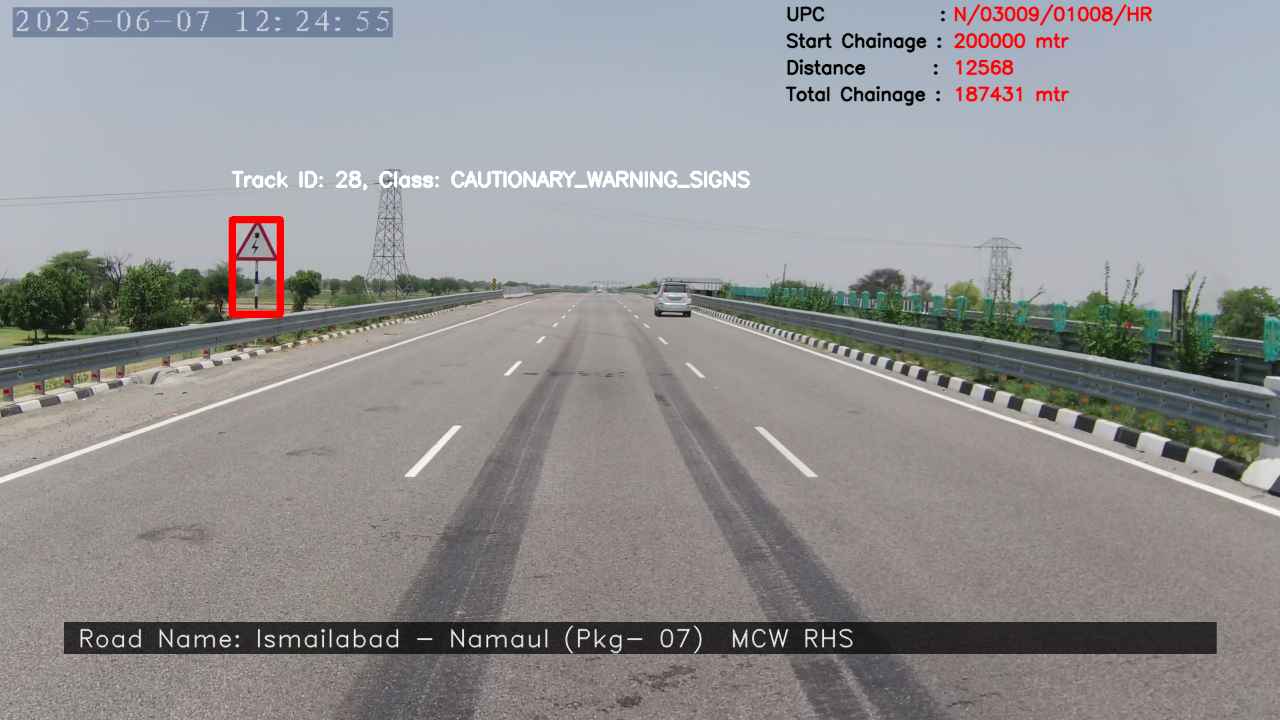 2025-06-07 12:24:55
UPC : N/03009/01008/HR
Start Chainage : 200000 mtr
Distance : 12568
Total Chainage : 187431 mtr
Track ID: 28, Class: CAUTIONARY_WARNING_SIGNS
Road Name: Ismailabad - Namaul (Pkg- 07) MCW RHS